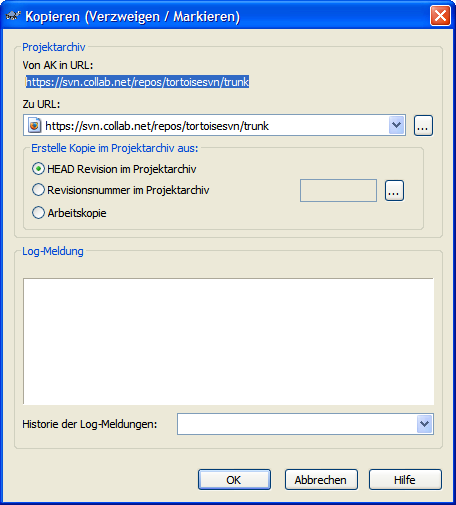 Kopieren (Verzweigen / Markieren)
Projektarchiv
Von AK in URL:
https://svn.collab.net/repos/tortoisesvn/trunk
Zu URL:
https://svn.collab.net/repos/tortoisesvn/trunk
...
Erstelle Kopie im Projektarchiv aus:
HEAD Revision im Projektarchiv
Revisionsnummer im Projektarchiv
...
Arbeitskopie
Log-Meldung
Historie der Log-Meldungen:
OK Abbrechen Hilfe